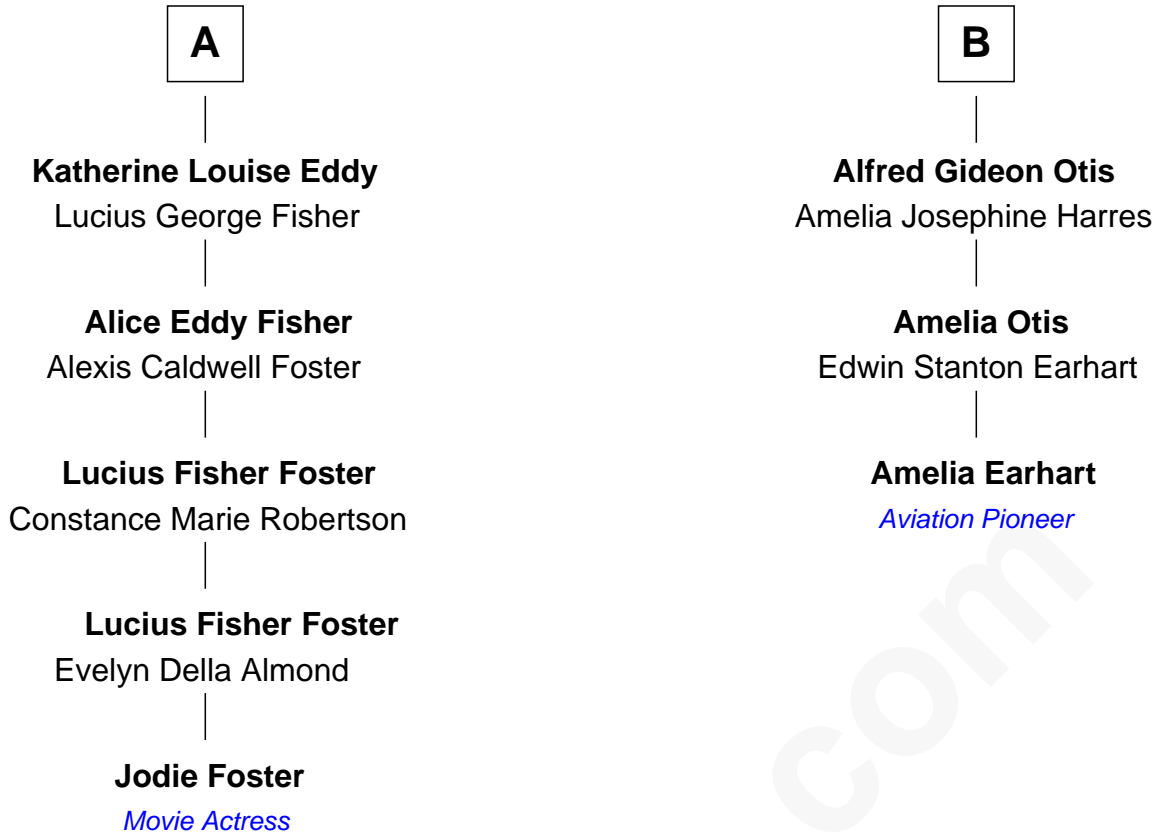 A
Katherine Louise Eddy
Lucius George Fisher
Alice Eddy Fisher
Alexis Caldwell Foster
Lucius Fisher Foster
Constance Marie Robertson
Lucius Fisher Foster
Evelyn Della Almond
Jodie Foster
Movie Actress
B
Alfred Gideon Otis
Amelia Josephine Harres
Amelia Otis
Edwin Stanton Earhart
Amelia Earhart
Aviation Pioneer
com